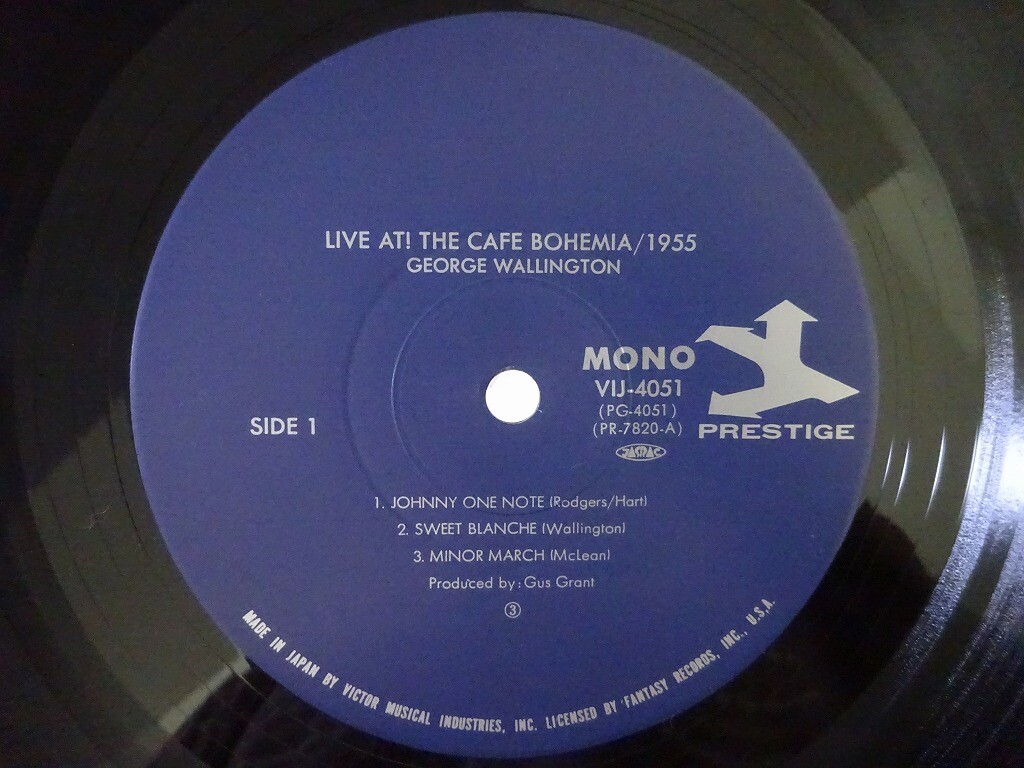 LIVE AT! THE CAFE BOHEMIA/1955
GEORGE WALLINGTON
MONO
VIJ-4051
(PG-4051)
(PR-7820-A)
JASRAC
PRESTIGE
SIDE 1
1. JOHNNY ONE NOTE (Rodgers/Hart)
2. SWEET BLANCHE (Wallington)
3. MINOR MARCH (McLean)
Produced by: Gus Grant
③
MADE IN JAPAN BY VICTOR MUSICAL INDUSTRIES, INC. LICENSED BY FANTASY RECORDS, INC., U.S.A.